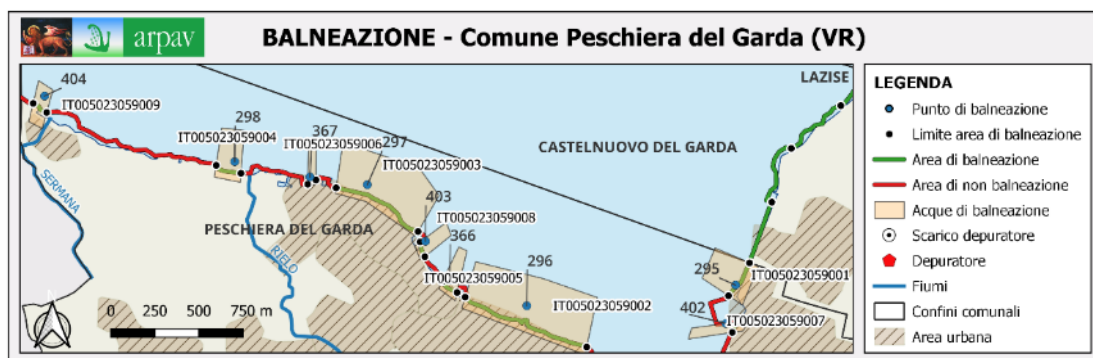 arpav
BALNEAZIONE - Comune Peschiera del Garda (VR)
404
IT005023059009
298
IT005023059004
367
IT005023059006
297
IT005023059003
403
IT005023059008
366
IT005023059005
296
IT005023059002
295
IT005023059001
402
IT005023059007
LAZISE
CASTELNUOVO DEL GARDA
PESCHIERA DEL GARDA
SERMANA
RIELO
0 250 500 750 m
LEGENDA
Punto di balneazione
Limite area di balneazione
Area di balneazione
Area di non balneazione
Acque di balneazione
Scarico depuratore
Depuratore
Fiumi
Confini comunali
Area urbana